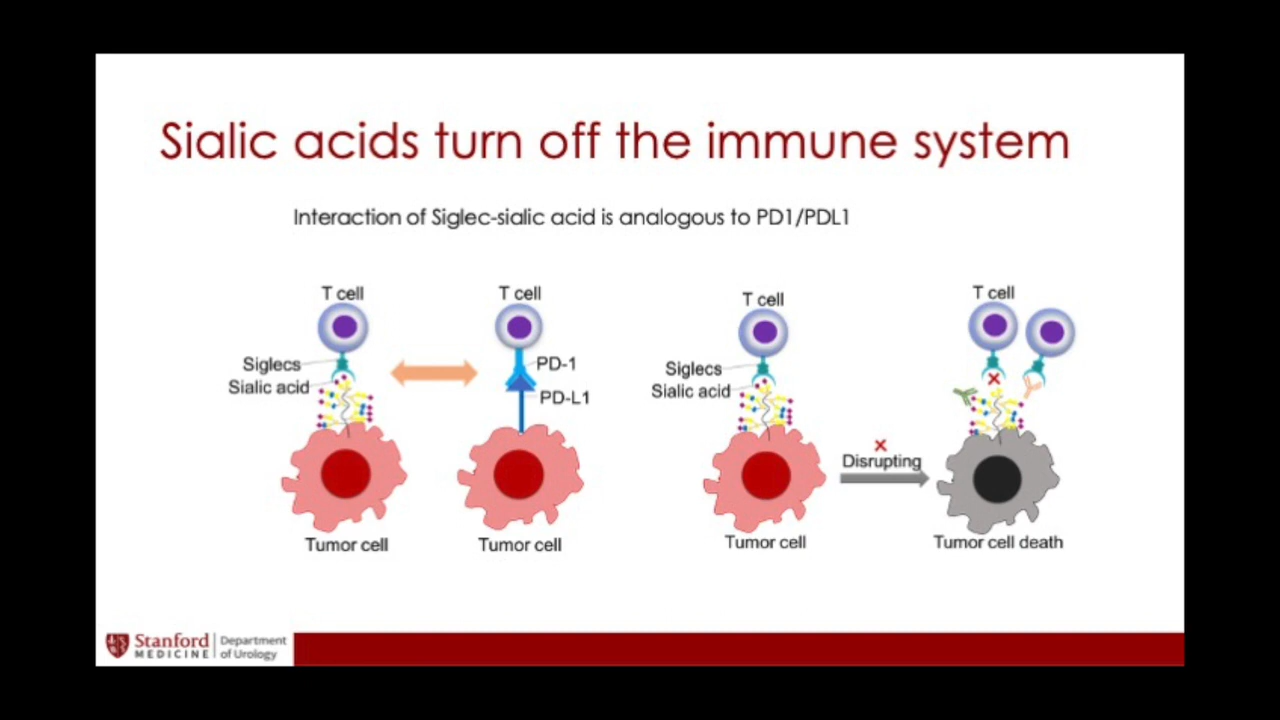 Sialic acids turn off the immune system
Interaction of Siglec-sialic acid is analogous to PD1/PDL1
T cell
Siglecs
Sialic acid
Tumor cell
T cell
PD-1
PD-L1
Tumor cell
T cell
Siglecs
Sialic acid
Tumor cell
Disrupting
T cell
Tumor cell death
Stanford
MEDICINE
Department
of Urology